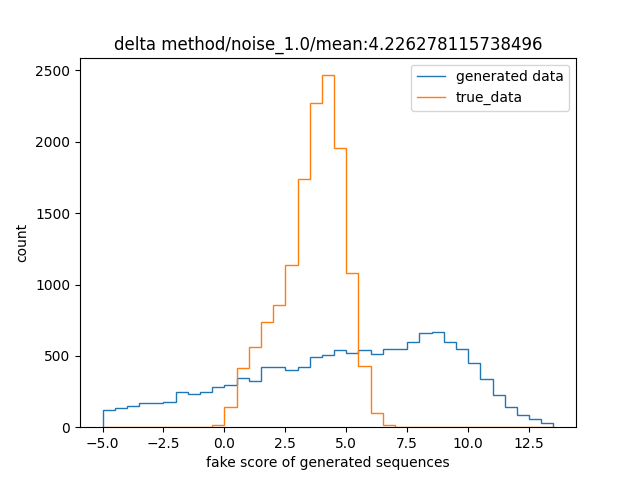 delta method/noise_1.0/mean:4.226278115738496
generated data
true_data
2500
2000
1500
1000
500
0
count
−5.0 −2.5 0.0 2.5 5.0 7.5 10.0 12.5
fake score of generated sequences